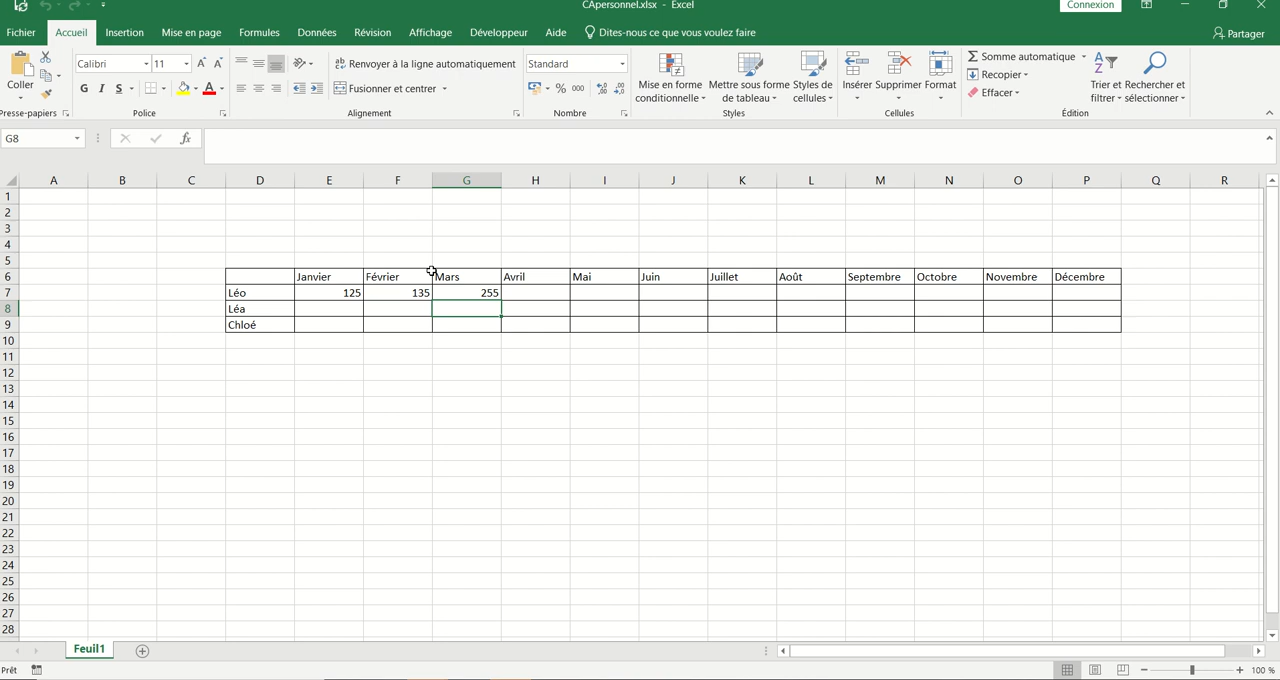 CApersonnel.xlsx - Excel
Connexion
Fichier Accueil Insertion Mise en page Formules Données Révision Affichage Développeur Aide Dites-nous ce que vous voulez faire Partager
Coller
Calibri 11
Renvoyer à la ligne automatiquement
Standard
Mise en forme conditionnelle
Mettre sous forme de tableau
Styles de cellules
Insérer Supprimer Format
Somme automatique
Recopier
Effacer
Trier et filtrer
Rechercher et sélectionner
G I S
Fusionner et centrer
% 000
Presse-papiers Police Alignement Nombre Styles Cellules Édition
G8 fx
A B C D E F G H I J K L M N O P Q R
1
2
3
4
5
6 Janvier Février Mars Avril Mai Juin Juillet Août Septembre Octobre Novembre Décembre
7 Léo 125 135 255
8 Léa
9 Chloé
10
11
12
13
14
15
16
17
18
19
20
21
22
23
24
25
26
27
28
Feuil1
Prêt 100 %